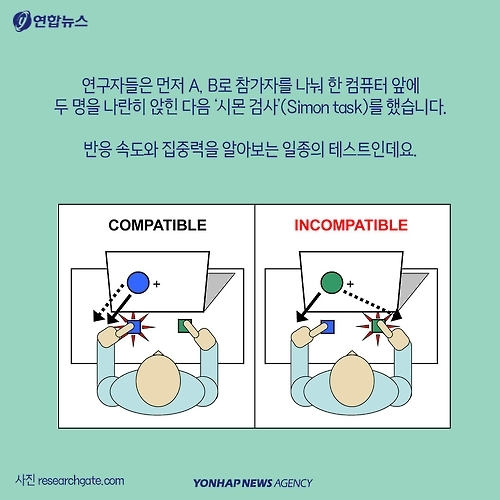 연합뉴스
연구자들은 먼저 A, B로 참가자를 나눠 한 컴퓨터 앞에
두 명을 나란히 앉힌 다음 '시몬 검사'(Simon task)를 했습니다.
반응 속도와 집중력을 알아보는 일종의 테스트인데요.
COMPATIBLE
INCOMPATIBLE
+
+
사진 researchgate.com
YONHAP NEWS AGENCY